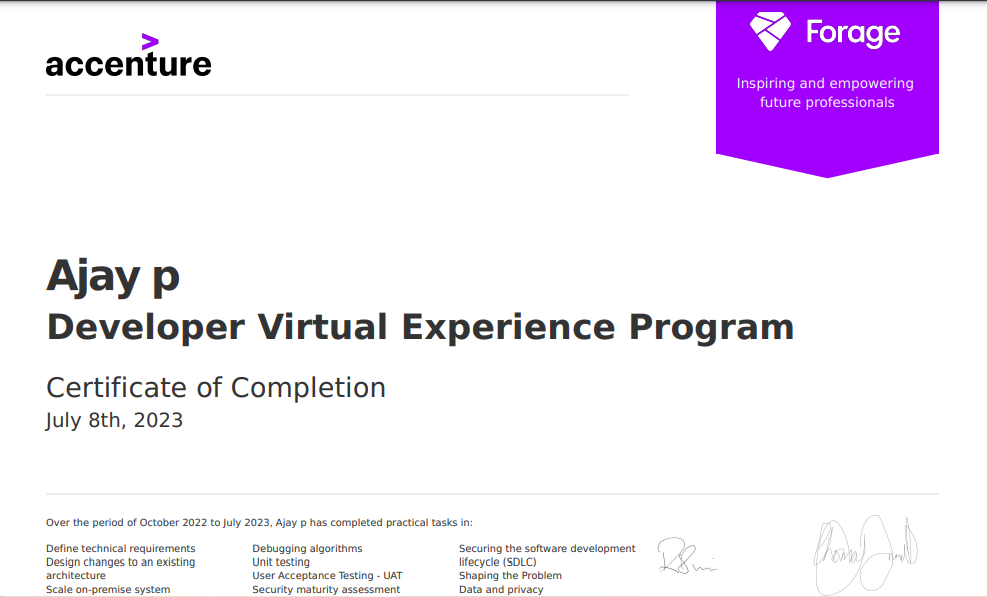 accenture
Forage
Inspiring and empowering
future professionals
Ajay p
Developer Virtual Experience Program
Certificate of Completion
July 8th, 2023
Over the period of October 2022 to July 2023, Ajay p has completed practical tasks in:
Define technical requirements
Design changes to an existing
architecture
Scale on-premise system
Debugging algorithms
Unit testing
User Acceptance Testing - UAT
Security maturity assessment
Securing the software development
lifecycle (SDLC)
Shaping the Problem
Data and privacy